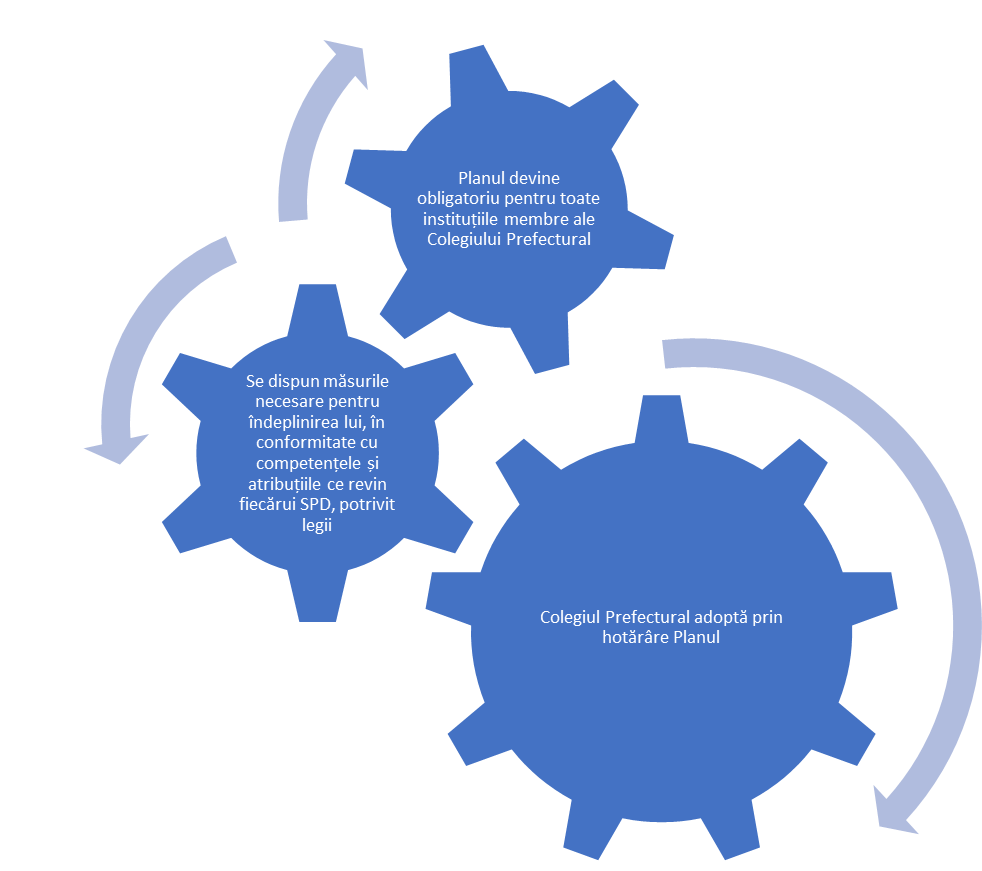 Planul devine
obligatoriu pentru toate
instituțiile membre ale
Colegiului Prefectural
Se dispun măsurile
necesare pentru
îndeplinirea lui, în
conformitate cu
competențele și
atribuțiile ce revin
fiecărui SPD, potrivit
legii
Colegiul Prefectural adoptă prin
hotărâre Planul